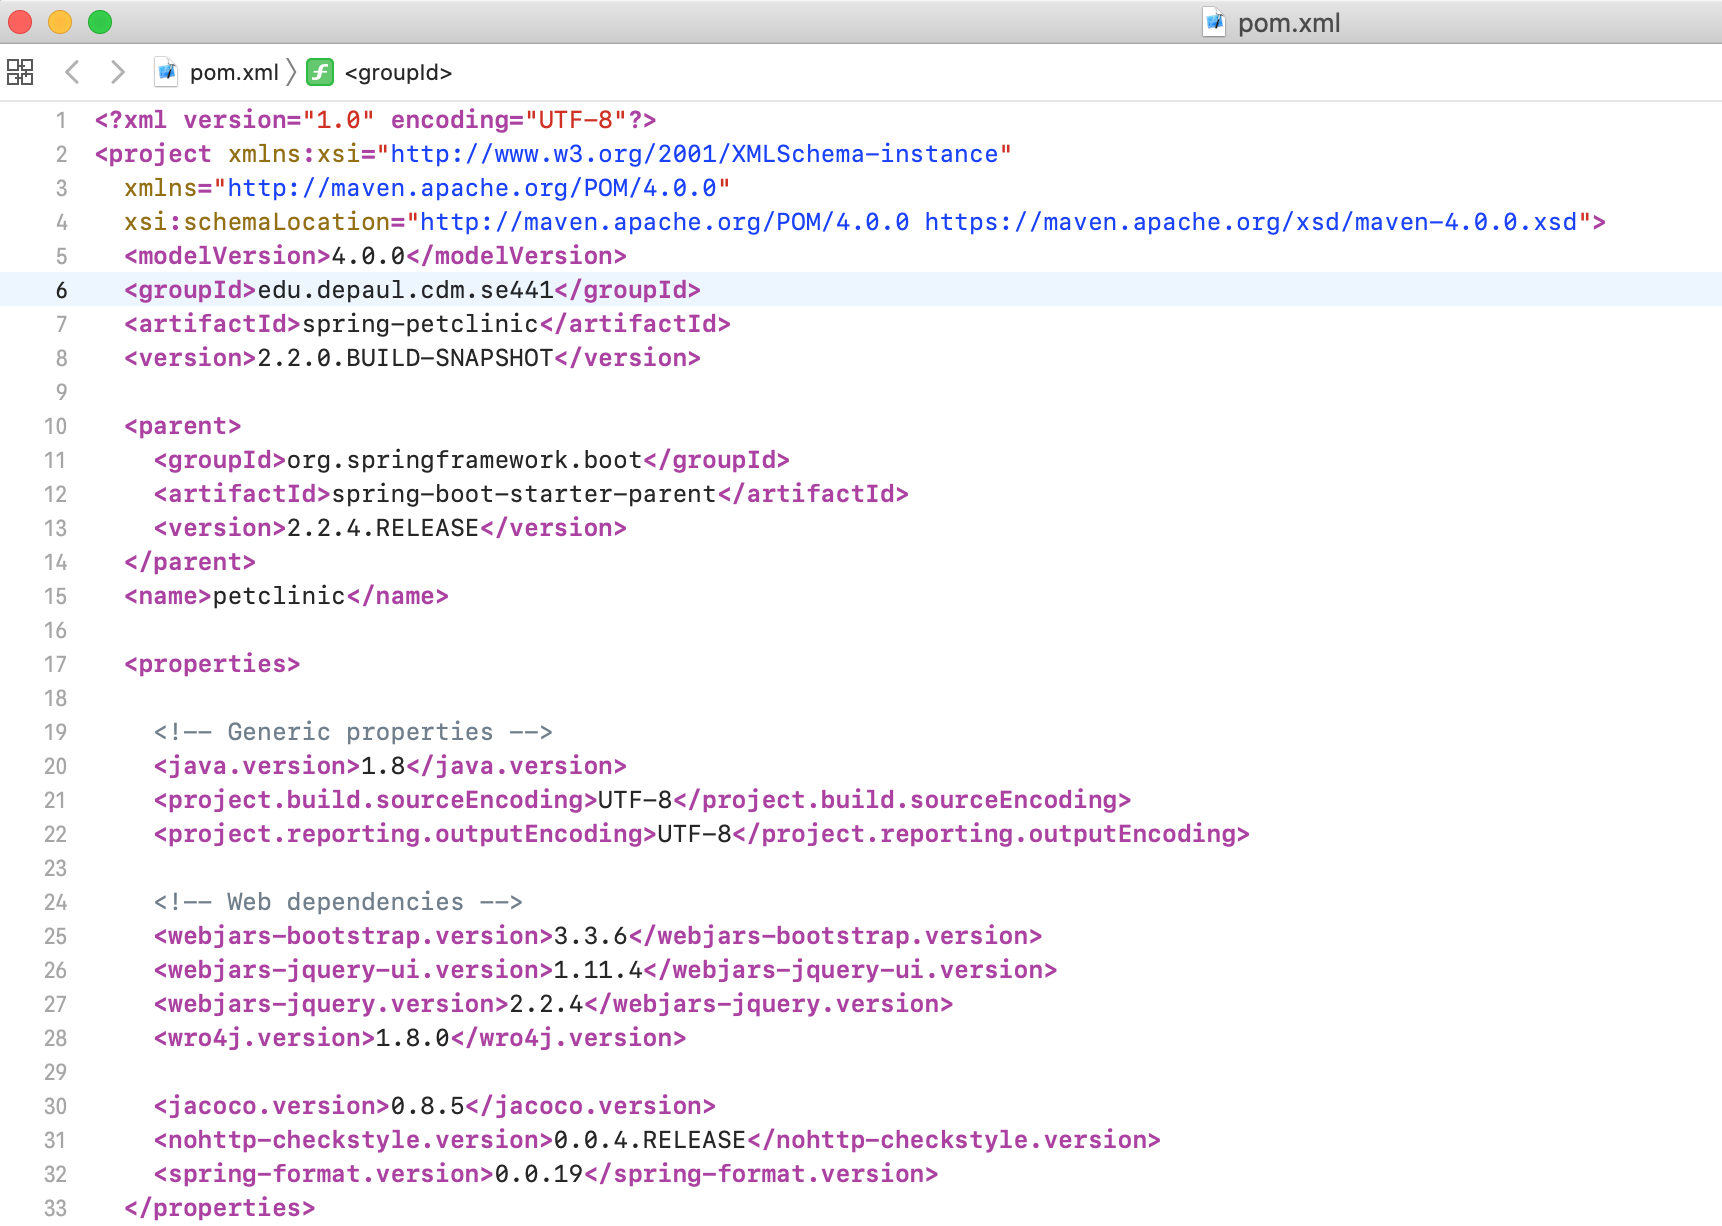 pom.xml
pom.xml 〉 <groupId>
1 <?xml version="1.0" encoding="UTF-8"?>
2 <project xmlns:xsi="http://www.w3.org/2001/XMLSchema-instance"
3   xmlns="http://maven.apache.org/POM/4.0.0"
4   xsi:schemaLocation="http://maven.apache.org/POM/4.0.0 https://maven.apache.org/xsd/maven-4.0.0.xsd">
5   <modelVersion>4.0.0</modelVersion>
6   <groupId>edu.depaul.cdm.se441</groupId>
7   <artifactId>spring-petclinic</artifactId>
8   <version>2.2.0.BUILD-SNAPSHOT</version>
9
10   <parent>
11     <groupId>org.springframework.boot</groupId>
12     <artifactId>spring-boot-starter-parent</artifactId>
13     <version>2.2.4.RELEASE</version>
14   </parent>
15   <name>petclinic</name>
16
17   <properties>
18
19     <!-- Generic properties -->
20     <java.version>1.8</java.version>
21     <project.build.sourceEncoding>UTF-8</project.build.sourceEncoding>
22     <project.reporting.outputEncoding>UTF-8</project.reporting.outputEncoding>
23
24     <!-- Web dependencies -->
25     <webjars-bootstrap.version>3.3.6</webjars-bootstrap.version>
26     <webjars-jquery-ui.version>1.11.4</webjars-jquery-ui.version>
27     <webjars-jquery.version>2.2.4</webjars-jquery.version>
28     <wro4j.version>1.8.0</wro4j.version>
29
30     <jacoco.version>0.8.5</jacoco.version>
31     <nohttp-checkstyle.version>0.0.4.RELEASE</nohttp-checkstyle.version>
32     <spring-format.version>0.0.19</spring-format.version>
33   </properties>